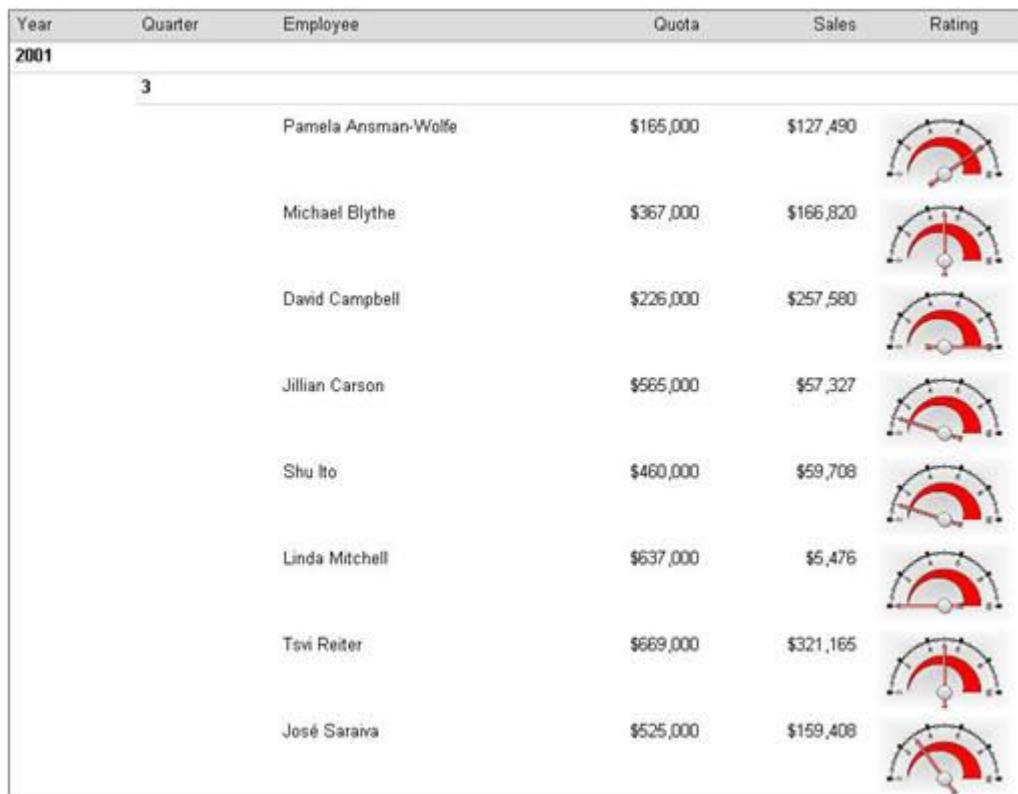 Year Quarter Employee Quota Sales Rating
2001
3
Pamela Ansman-Wolfe $165,000 $127,490
Michael Blythe $367,000 $166,820
David Campbell $226,000 $257,580
Jillian Carson $565,000 $57,327
Shu Ito $460,000 $59,708
Linda Mitchell $637,000 $5,476
Tsvi Reiter $669,000 $321,165
José Saraiva $525,000 $159,408